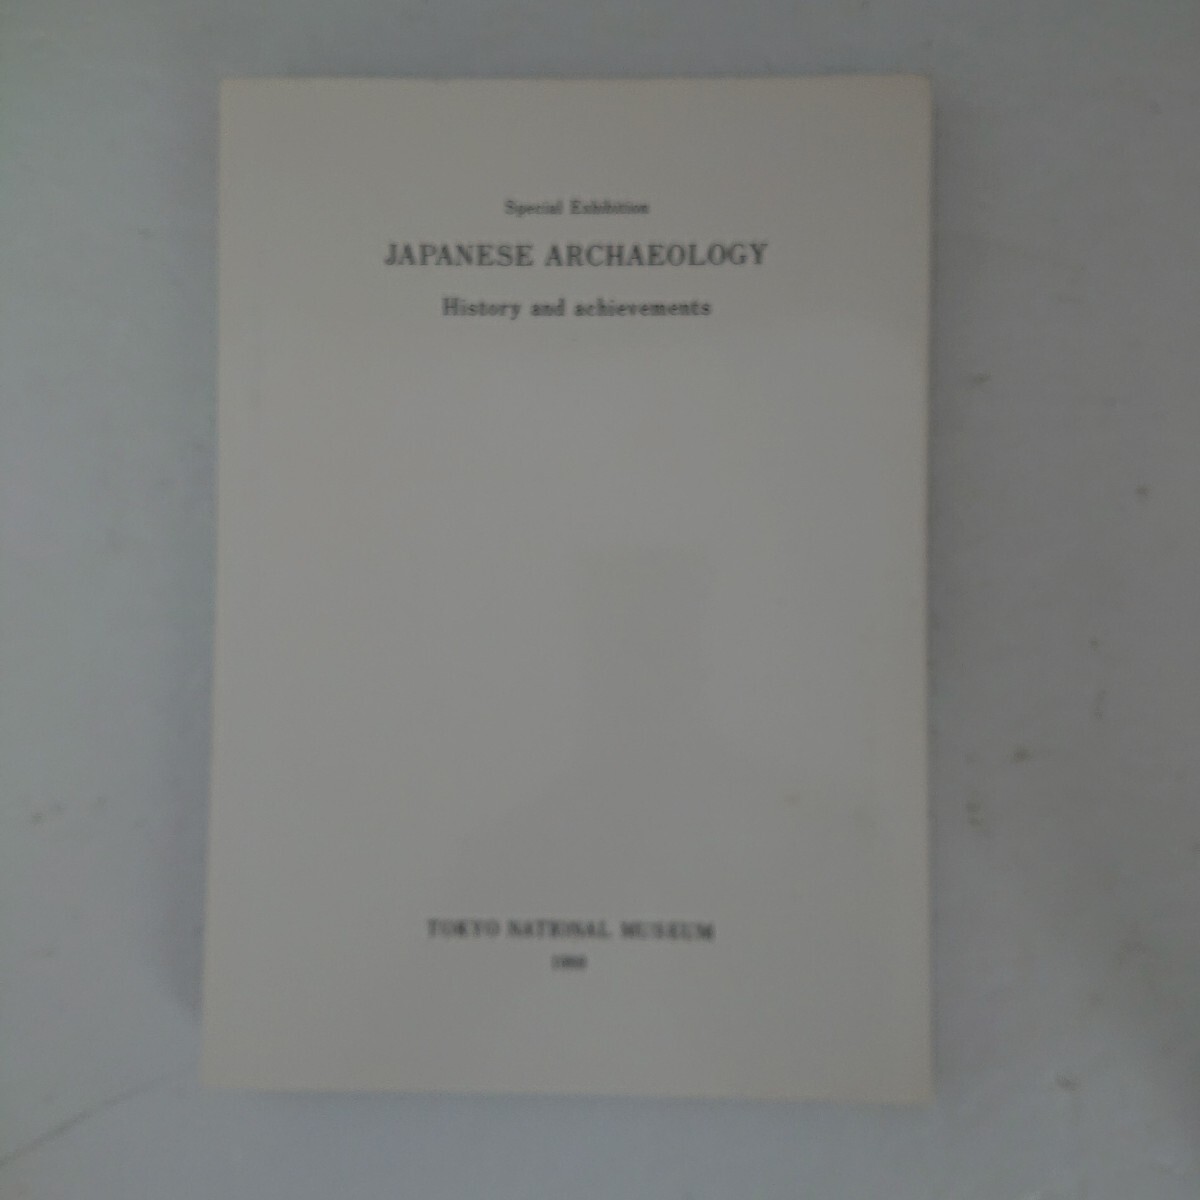 Special Exhibition
JAPANESE ARCHAEOLOGY
History and achievements
TOKYO NATIONAL MUSEUM